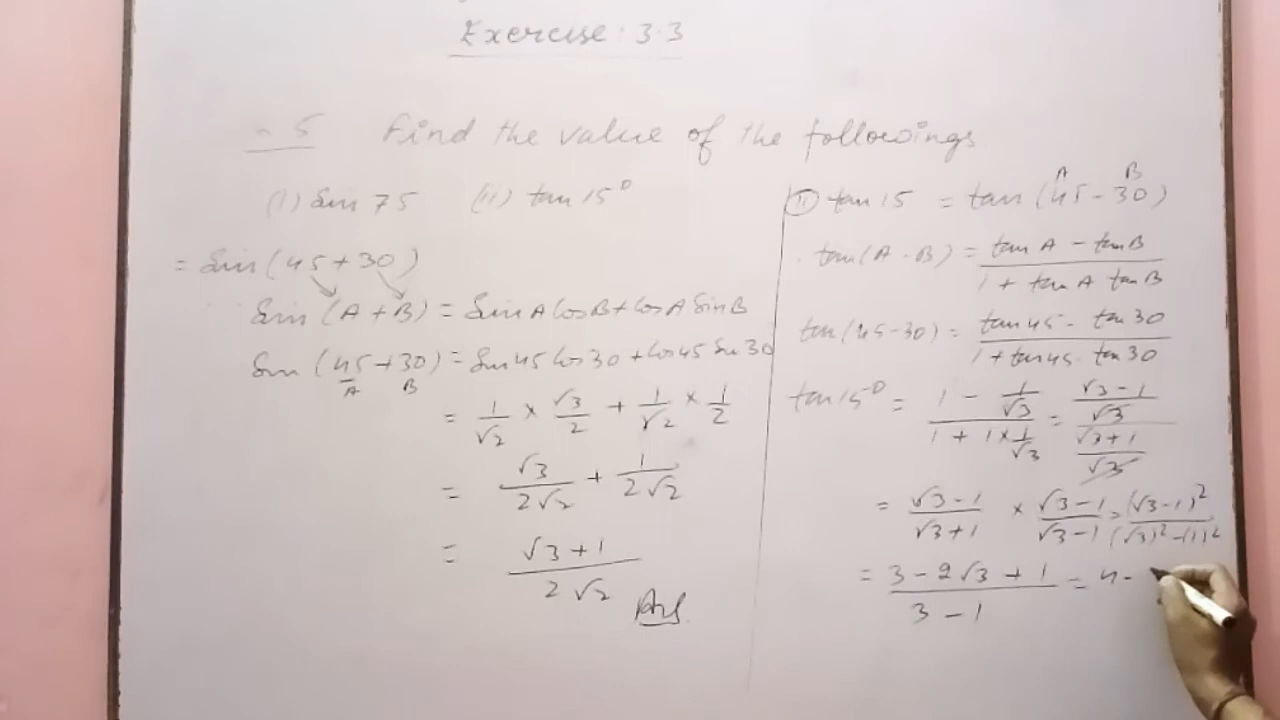 Exercise : 3.3
5 Find the value of the followings
(i) Sin 75 (ii) tan 15°
= Sin (45+30)
Sin (A + B) = Sin A Cos B + Cos A Sin B
Sin (45+30) = Sin 45 Cos 30 + Cos 45 Sin 30
A B
= 1/√2 × √3/2 + 1/√2 × 1/2
= √3/2√2 + 1/2√2
= √3+1/2√2 Ans
(ii) tan 15 = tan (45 - 30)
A B
tan (A - B) = tan A - tan B/1 + tan A tan B
tan (45-30) = tan 45 - tan 30/1 + tan 45 . tan 30
tan 15° = 1 - 1/√3/1 + 1×1/√3 = √3-1/√3/√3+1/√3
= √3-1/√3+1 × √3-1/√3-1 = (√3-1)²/(√3)²-(1)²
= 3-2√3+1/3-1 = 4-